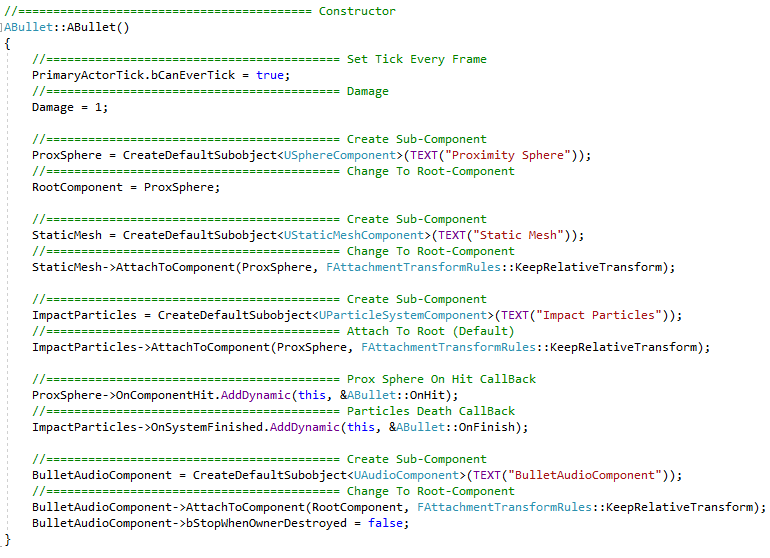 //========================================== Constructor
ABullet::ABullet()
{
    //========================================== Set Tick Every Frame
    PrimaryActorTick.bCanEverTick = true;
    //========================================== Damage
    Damage = 1;

    //========================================== Create Sub-Component
    ProxSphere = CreateDefaultSubobject<USphereComponent>(TEXT("Proximity Sphere"));
    //========================================== Change To Root-Component
    RootComponent = ProxSphere;

    //========================================== Create Sub-Component
    StaticMesh = CreateDefaultSubobject<UStaticMeshComponent>(TEXT("Static Mesh"));
    //========================================== Change To Root-Component
    StaticMesh->AttachToComponent(ProxSphere, FAttachmentTransformRules::KeepRelativeTransform);

    //========================================== Create Sub-Component
    ImpactParticles = CreateDefaultSubobject<UParticleSystemComponent>(TEXT("Impact Particles"));
    //========================================== Attach To Root (Default)
    ImpactParticles->AttachToComponent(ProxSphere, FAttachmentTransformRules::KeepRelativeTransform);

    //========================================== Prox Sphere On Hit CallBack
    ProxSphere->OnComponentHit.AddDynamic(this, &ABullet::OnHit);
    //========================================== Particles Death CallBack
    ImpactParticles->OnSystemFinished.AddDynamic(this, &ABullet::OnFinish);

    //========================================== Create Sub-Component
    BulletAudioComponent = CreateDefaultSubobject<UAudioComponent>(TEXT("BulletAudioComponent"));
    //========================================== Change To Root-Component
    BulletAudioComponent->AttachToComponent(RootComponent, FAttachmentTransformRules::KeepRelativeTransform);
    BulletAudioComponent->bStopWhenOwnerDestroyed = false;
}